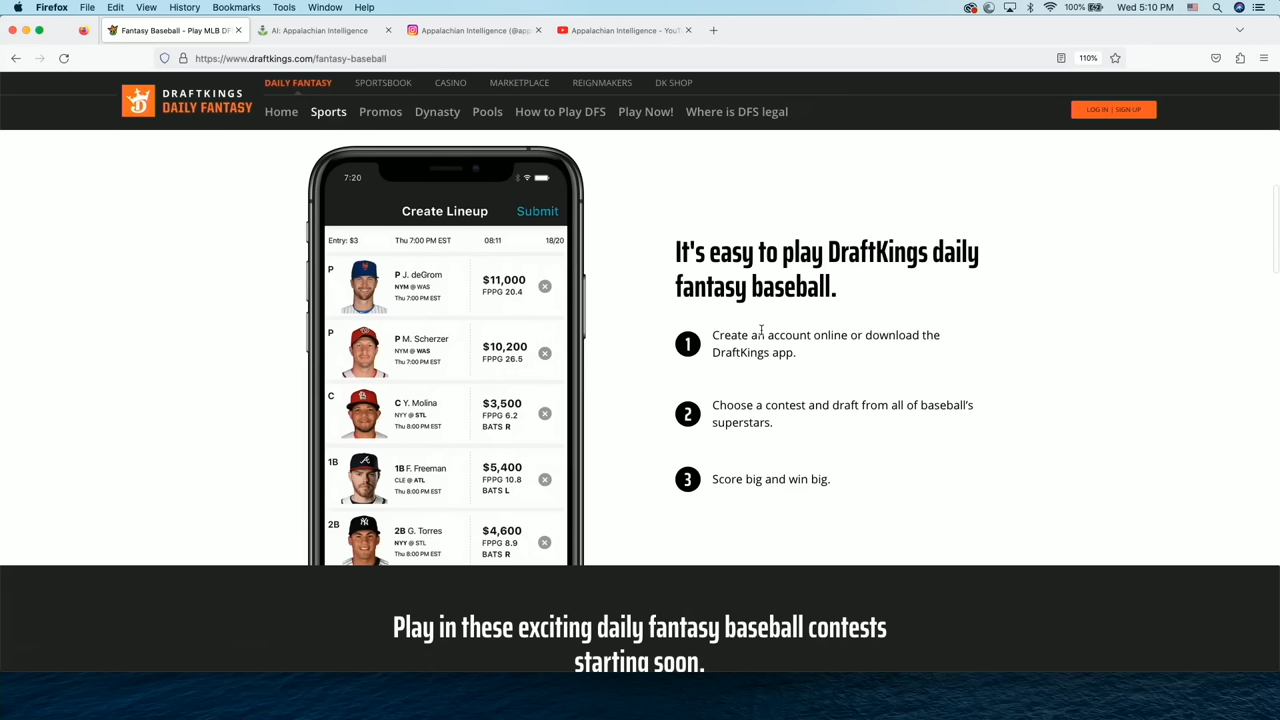 Firefox File Edit View History Bookmarks Tools Window Help 100% Wed 5:10 PM
Fantasy Baseball - Play MLB DF AI: Appalachian Intelligence Appalachian Intelligence (@app Appalachian Intelligence - YouT
https://www.draftkings.com/fantasy-baseball 110%
DRAFTKINGS
DAILY FANTASY
DAILY FANTASY SPORTSBOOK CASINO MARKETPLACE REIGNMAKERS DK SHOP
Home Sports Promos Dynasty Pools How to Play DFS Play Now! Where is DFS legal
LOG IN | SIGN UP
7:20
Create Lineup Submit
Entry: $3 Thu 7:00 PM EST 08:11 18/20
P
P J. deGrom
NYM @ WAS
Thu 7:00 PM EST
$11,000
FPPG 20.4
P
P M. Scherzer
NYM @ WAS
Thu 7:00 PM EST
$10,200
FPPG 26.5
C
C Y. Molina
NYY @ STL
Thu 8:00 PM EST
$3,500
FPPG 6.2
BATS R
1B
1B F. Freeman
CLE @ ATL
Thu 8:00 PM EST
$5,400
FPPG 10.8
BATS L
2B
2B G. Torres
NYY @ STL
Thu 8:00 PM EST
$4,600
FPPG 8.9
BATS R
It's easy to play DraftKings daily
fantasy baseball.
1 Create an account online or download the
DraftKings app.
2 Choose a contest and draft from all of baseball’s
superstars.
3 Score big and win big.
Play in these exciting daily fantasy baseball contests
starting soon.